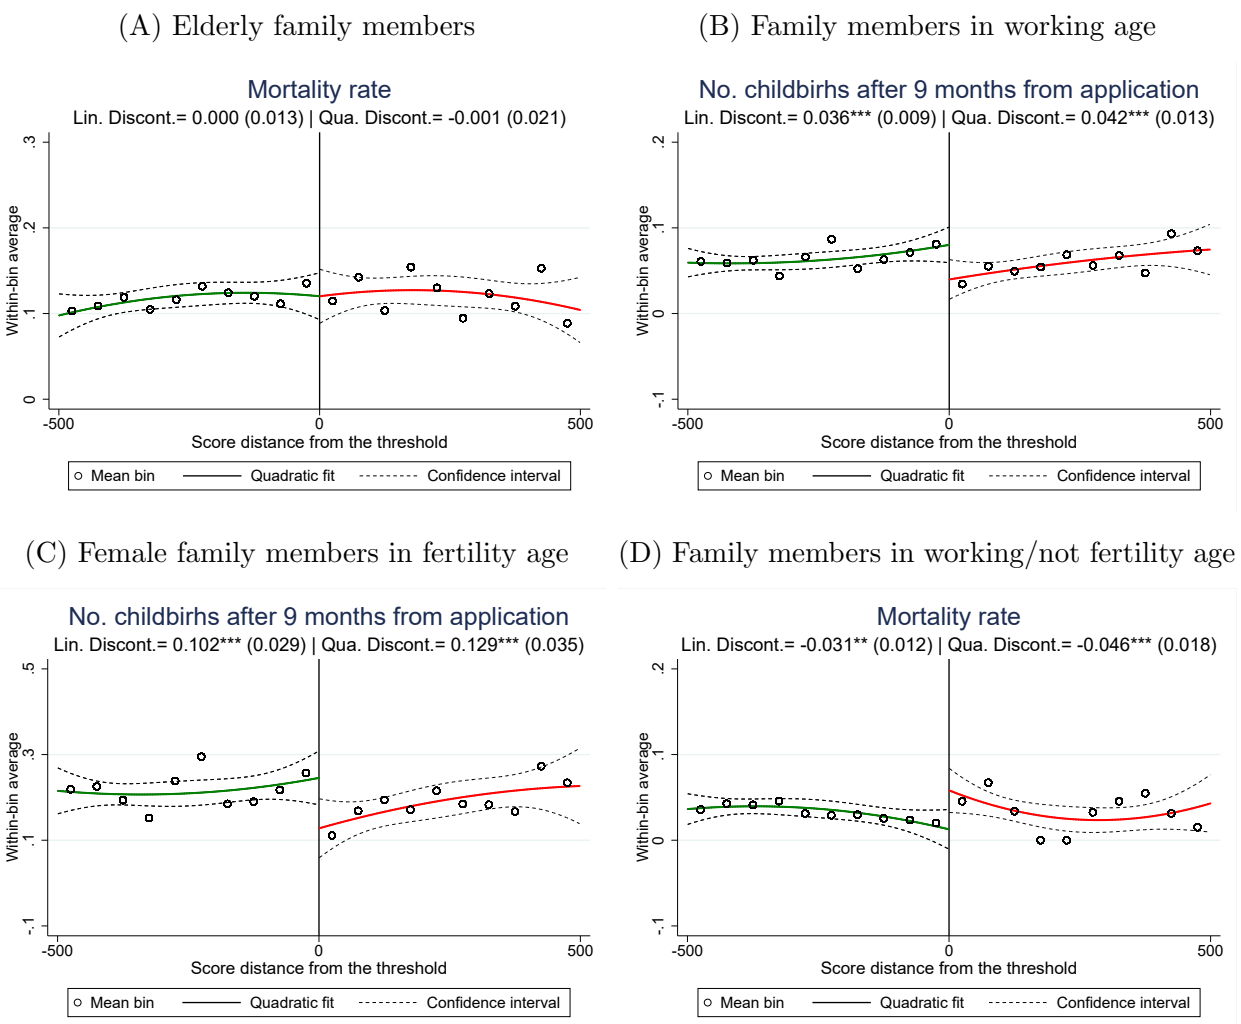 (A) Elderly family members
Mortality rate
Lin. Discont.= 0.000 (0.013) | Qua. Discont.= -0.001 (0.021)
Within-bin average
.3
.2
.1
0
-500
0
500
Score distance from the threshold
Mean bin
Quadratic fit
Confidence interval
(B) Family members in working age
No. childbirhs after 9 months from application
Lin. Discont.= 0.036*** (0.009) | Qua. Discont.= 0.042*** (0.013)
Within-bin average
.2
.1
0
-.1
-500
0
500
Score distance from the threshold
Mean bin
Quadratic fit
Confidence interval
(C) Female family members in fertility age
No. childbirhs after 9 months from application
Lin. Discont.= 0.102*** (0.029) | Qua. Discont.= 0.129*** (0.035)
Within-bin average
.5
.3
.1
-.1
-500
0
500
Score distance from the threshold
Mean bin
Quadratic fit
Confidence interval
(D) Family members in working/not fertility age
Mortality rate
Lin. Discont.= -0.031** (0.012) | Qua. Discont.= -0.046*** (0.018)
Within-bin average
.2
.1
0
-.1
-500
0
500
Score distance from the threshold
Mean bin
Quadratic fit
Confidence interval